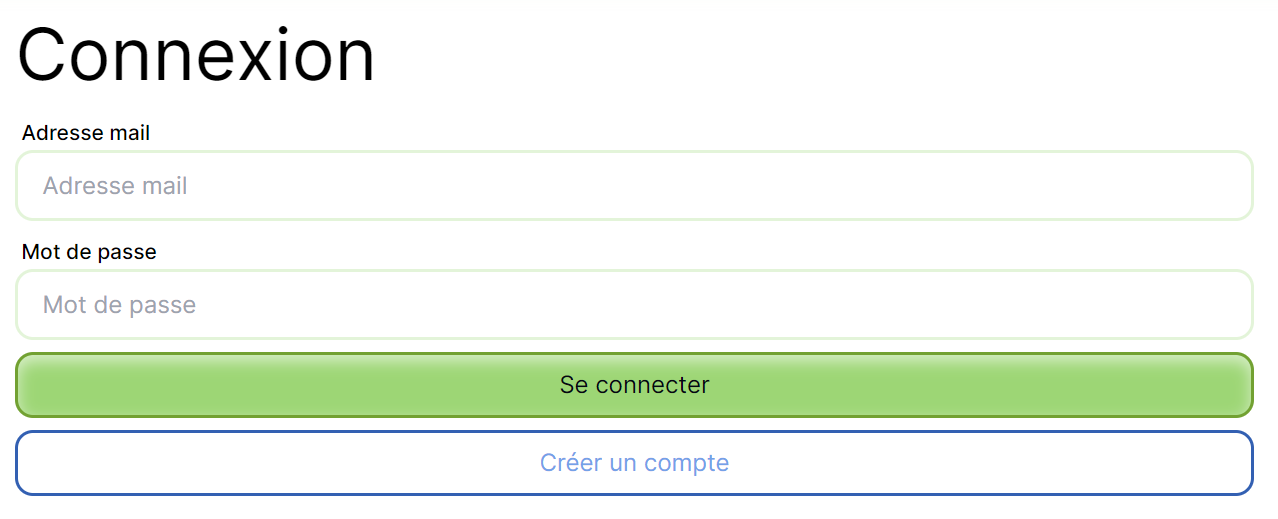 Connexion
Adresse mail
Adresse mail
Mot de passe
Mot de passe
Se connecter
Créer un compte